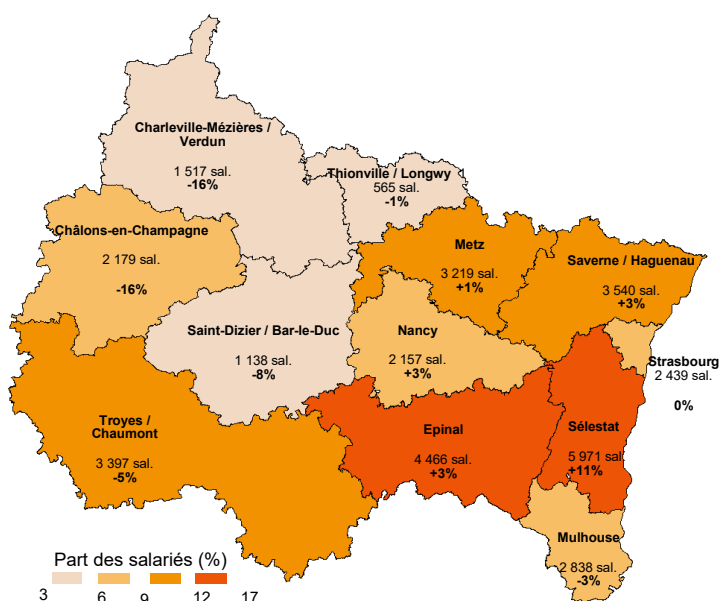 Charleville-Mézières /
Verdun
1 517 sal.
-16%
Thionville / Longwy
565 sal.
-1%
Châlons-en-Champagne
2 179 sal.
-16%
Metz
3 219 sal.
+1%
Saverne / Haguenau
3 540 sal.
+3%
Saint-Dizier / Bar-le-Duc
1 138 sal.
-8%
Nancy
2 157 sal.
+3%
Strasbourg
2 439 sal.
0%
Troyes /
Chaumont
3 397 sal.
-5%
Epinal
4 466 sal.
+3%
Sélestat
5 971 sal.
+11%
Mulhouse
2 838 sal.
-3%
Part des salariés (%)
3 6 9 12 17